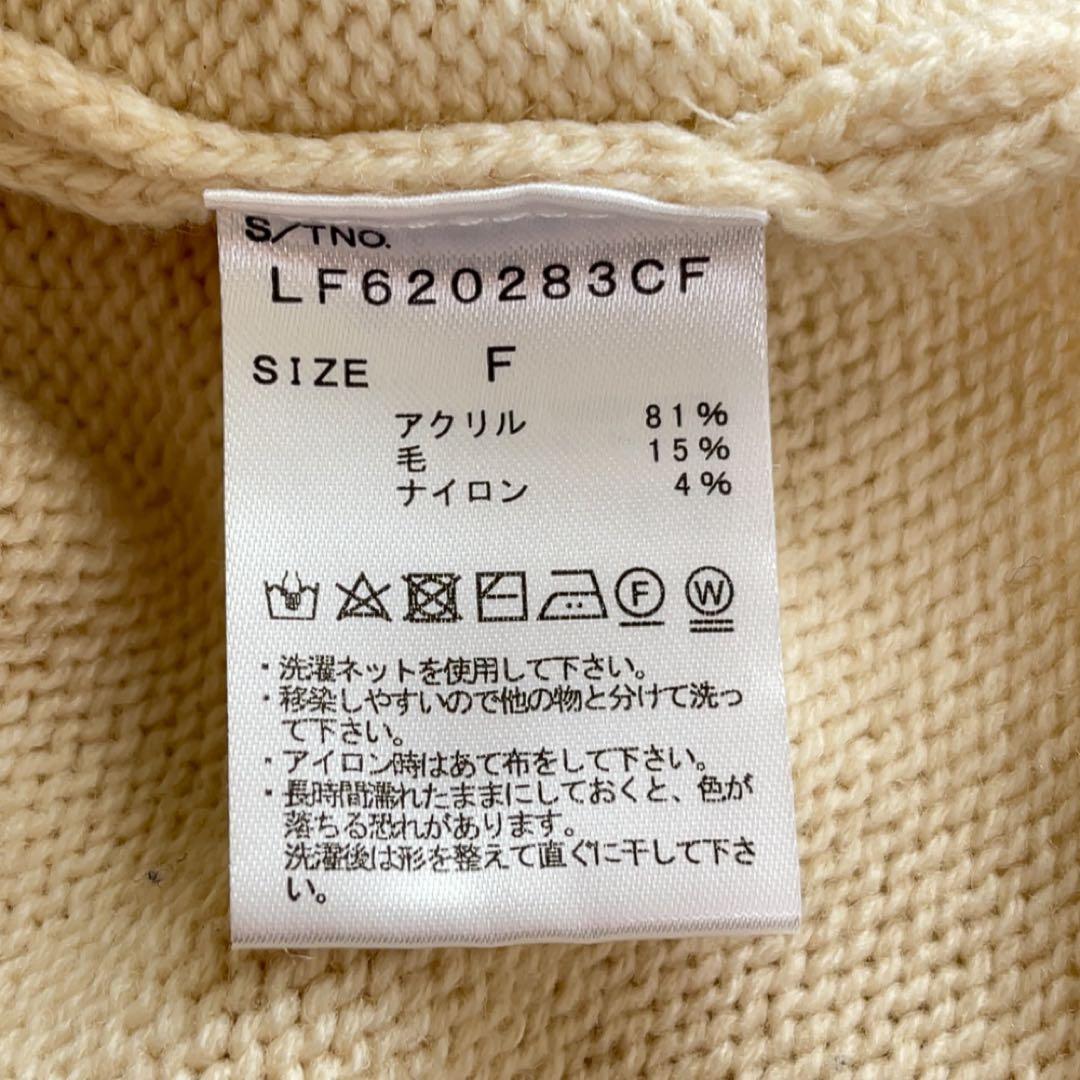 S/TNO.
LF620283CF
SIZE F
アクリル 81%
毛 15%
ナイロン 4%
F W
・洗濯ネットを使用して下さい。
・移染しやすいので他の物と分けて洗っ
て下さい。
・アイロン時はあて布をして下さい。
・長時間濡れたままにしておくと、色が
落ちる恐れがあります。
洗濯後は形を整えて直ぐに干して下さ
い。